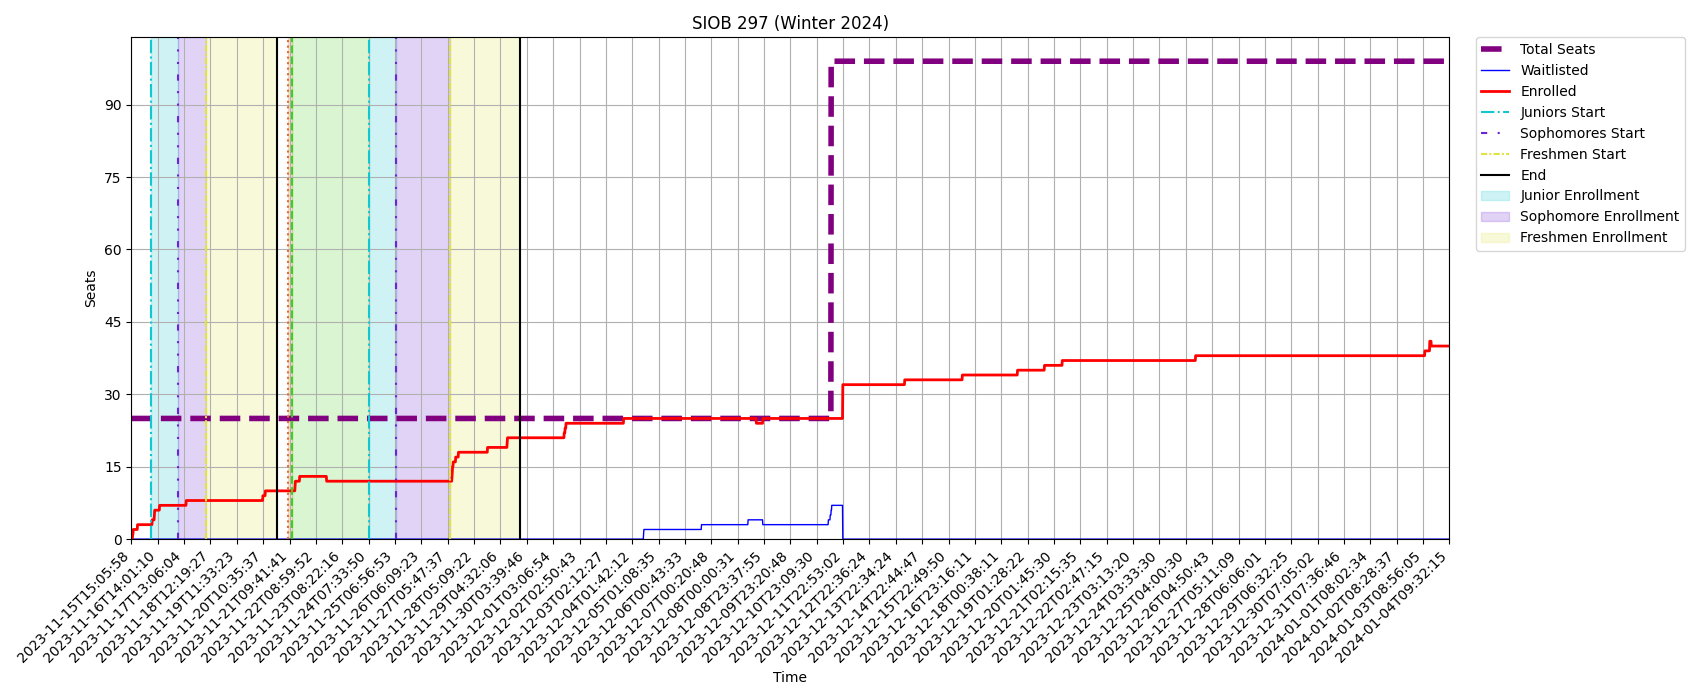 SIOB 297 (Winter 2024)
Total Seats
Waitlisted
Enrolled
Juniors Start
Sophomores Start
Freshmen Start
End
Junior Enrollment
Sophomore Enrollment
Freshmen Enrollment
Seats
90
75
60
45
30
15
0
2023-11-15T15:05:58
2023-11-16T14:01:10
2023-11-17T13:06:04
2023-11-18T12:19:27
2023-11-19T11:33:23
2023-11-20T10:35:37
2023-11-21T09:41:41
2023-11-22T08:59:52
2023-11-23T08:22:16
2023-11-24T07:33:50
2023-11-25T06:56:53
2023-11-26T06:09:23
2023-11-27T05:47:37
2023-11-28T05:09:22
2023-11-29T04:32:06
2023-11-30T03:39:46
2023-12-01T03:06:54
2023-12-02T02:50:43
2023-12-03T02:12:27
2023-12-04T01:42:12
2023-12-05T01:08:35
2023-12-06T00:43:33
2023-12-07T00:20:48
2023-12-08T00:00:31
2023-12-08T23:37:55
2023-12-09T23:20:48
2023-12-10T23:09:30
2023-12-11T22:53:02
2023-12-12T22:36:24
2023-12-13T22:34:24
2023-12-14T22:44:47
2023-12-15T22:49:50
2023-12-16T23:16:11
2023-12-18T00:38:11
2023-12-19T01:28:22
2023-12-20T01:45:30
2023-12-21T02:15:35
2023-12-22T02:47:15
2023-12-23T03:13:20
2023-12-24T03:33:30
2023-12-25T04:00:30
2023-12-26T04:50:43
2023-12-27T05:11:09
2023-12-28T06:06:01
2023-12-29T06:32:25
2023-12-30T07:05:02
2023-12-31T07:36:46
2024-01-01T08:02:34
2024-01-02T08:28:37
2024-01-03T08:56:05
2024-01-04T09:32:15
Time